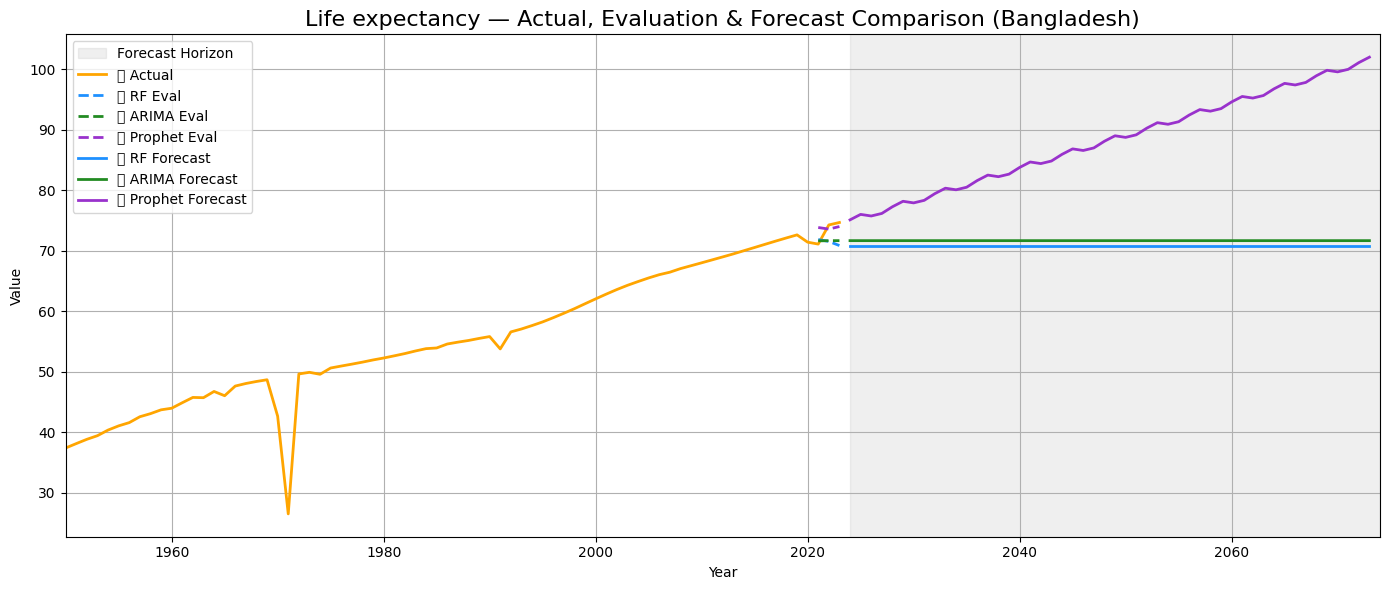 Life expectancy — Actual, Evaluation & Forecast Comparison (Bangladesh)
Forecast Horizon
Actual
RF Eval
ARIMA Eval
Prophet Eval
RF Forecast
ARIMA Forecast
Prophet Forecast
Value
100
90
80
70
60
50
40
30
1960
1980
2000
2020
2040
2060
Year